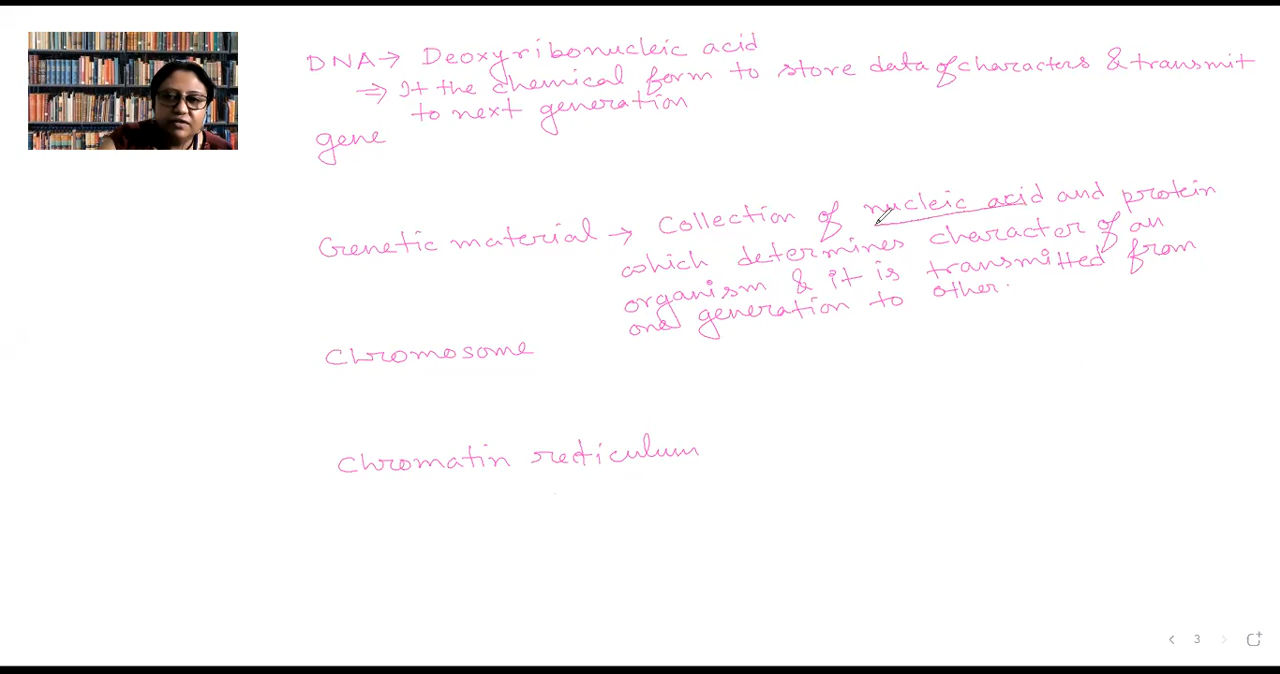 DNA → Deoxyribonucleic acid
⇒ It the chemical form to store data of characters & transmit
to next generation
gene
Genetic material → Collection of nucleic acid and protein
which determines character of an
organism & it is transmitted from
one generation to other.
Chromosome
Chromatin recticulum
3